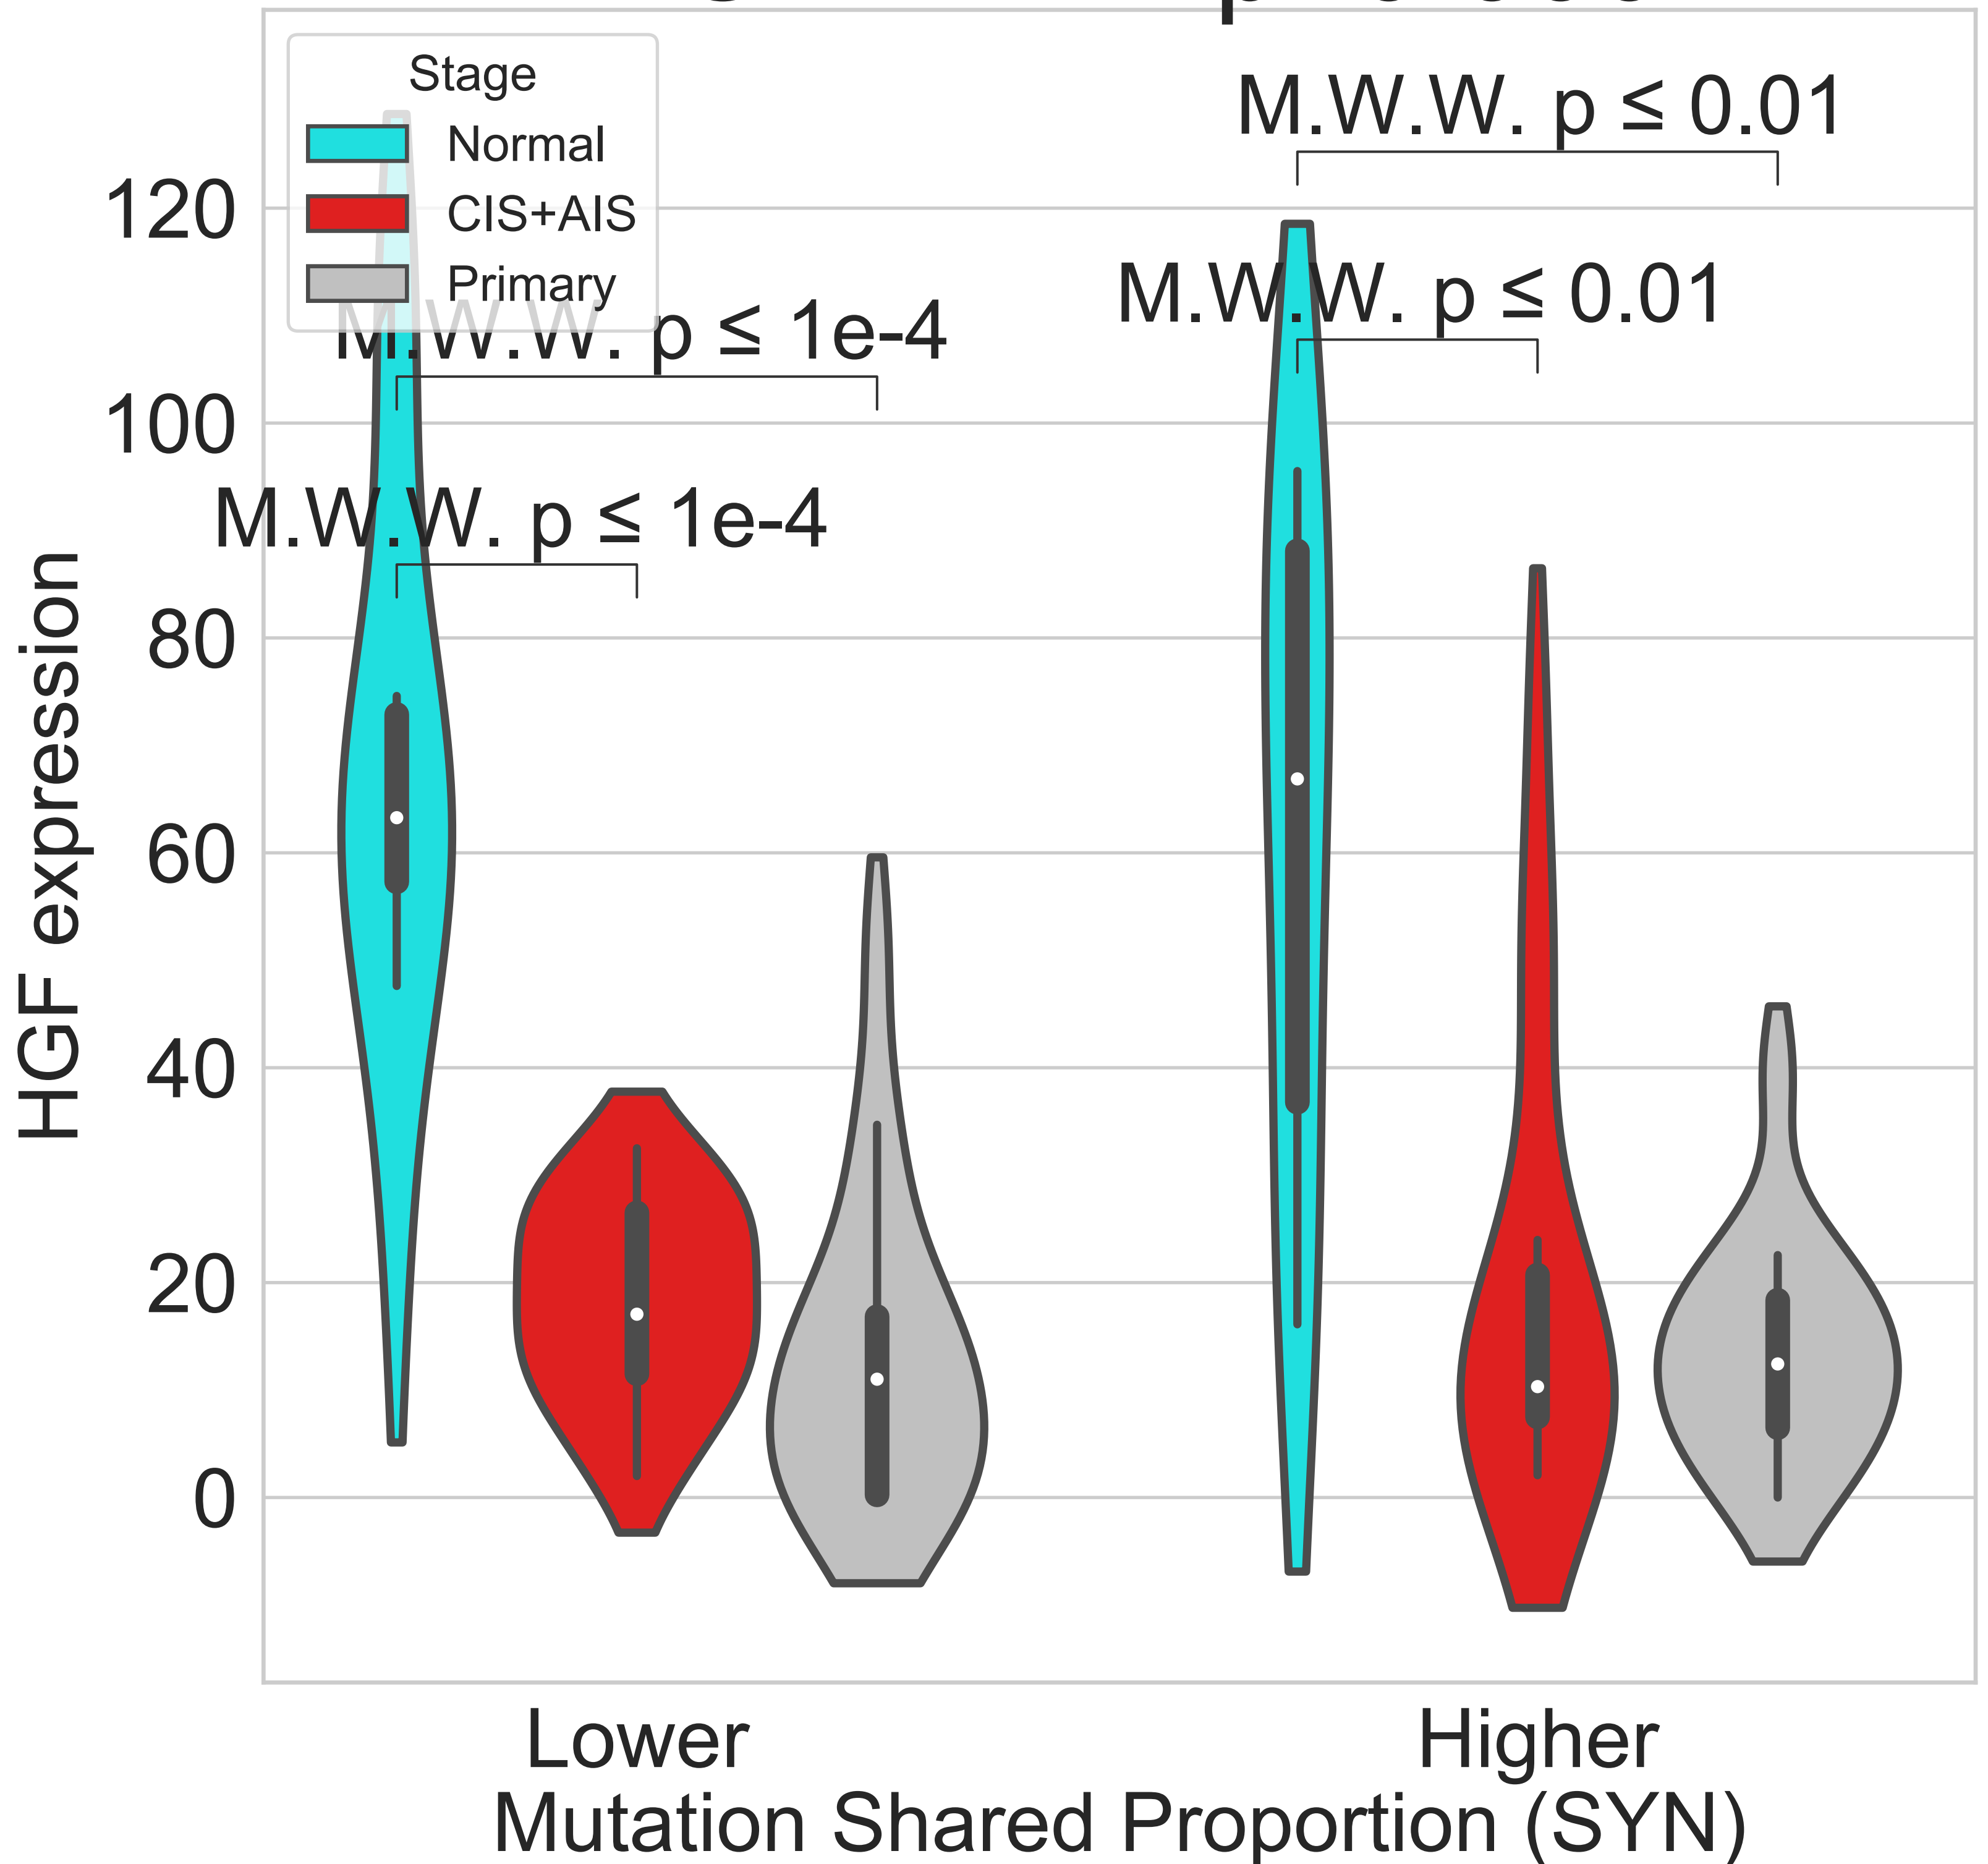 Stage
Normal
CIS+AIS
Primary
M.W.W. p ≤ 0.01
M.W.W. p ≤ 0.01
M.W.W. p ≤ 1e-4
M.W.W. p ≤ 1e-4
120
100
80
60
40
20
0
HGF expression
Lower
Higher
Mutation Shared Proportion (SYN)